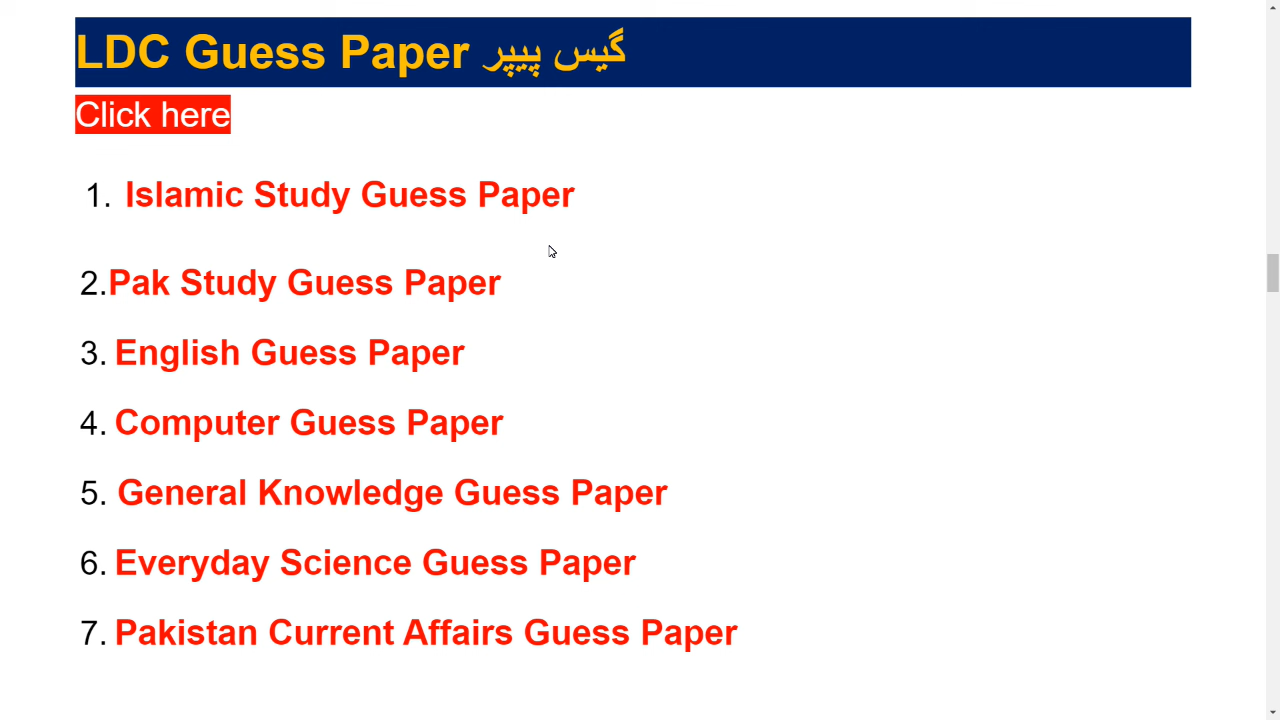 LDC Guess Paper گیس پیپر
Click here
1. Islamic Study Guess Paper
2.Pak Study Guess Paper
3. English Guess Paper
4. Computer Guess Paper
5. General Knowledge Guess Paper
6. Everyday Science Guess Paper
7. Pakistan Current Affairs Guess Paper